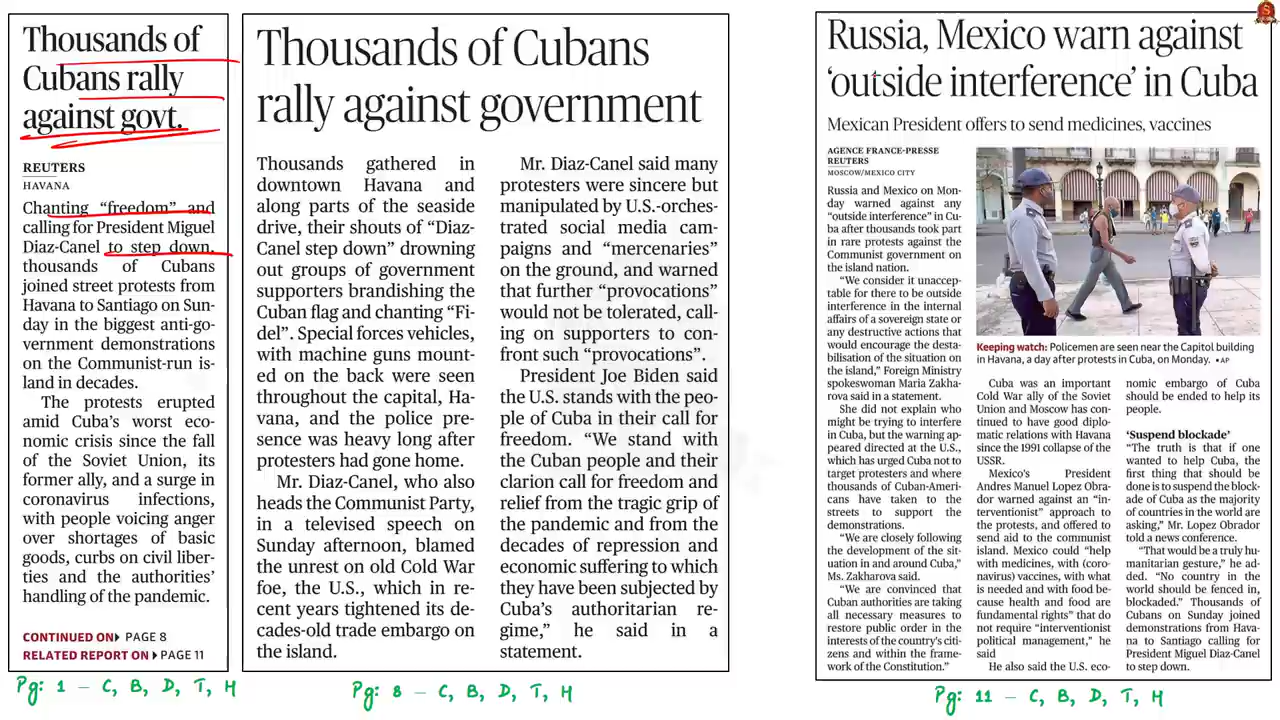 Thousands of
Cubans rally
against govt.
REUTERS
HAVANA
Chanting “freedom” and
calling for President Miguel
Diaz-Canel to step down,
thousands of Cubans
joined street protests from
Havana to Santiago on Sun-
day in the biggest anti-go-
vernment demonstrations
on the Communist-run is-
land in decades.
The protests erupted
amid Cuba’s worst eco-
nomic crisis since the fall
of the Soviet Union, its
former ally, and a surge in
coronavirus infections,
with people voicing anger
over shortages of basic
goods, curbs on civil liber-
ties and the authorities’
handling of the pandemic.
CONTINUED ON PAGE 8
RELATED REPORT ON PAGE 11
Pg: 1 – C, B, D, T, H
Thousands of Cubans
rally against government
Thousands gathered in
downtown Havana and
along parts of the seaside
drive, their shouts of “Diaz-
Canel step down” drowning
out groups of government
supporters brandishing the
Cuban flag and chanting “Fi-
del”. Special forces vehicles,
with machine guns mount-
ed on the back were seen
throughout the capital, Ha-
vana, and the police pre-
sence was heavy long after
protesters had gone home.
Mr. Diaz-Canel, who also
heads the Communist Party,
in a televised speech on
Sunday afternoon, blamed
the unrest on old Cold War
foe, the U.S., which in re-
cent years tightened its de-
cades-old trade embargo on
the island.
Mr. Diaz-Canel said many
protesters were sincere but
manipulated by U.S.-orches-
trated social media cam-
paigns and “mercenaries”
on the ground, and warned
that further “provocations”
would not be tolerated, call-
ing on supporters to con-
front such “provocations”.
President Joe Biden said
the U.S. stands with the peo-
ple of Cuba in their call for
freedom. “We stand with
the Cuban people and their
clarion call for freedom and
relief from the tragic grip of
the pandemic and from the
decades of repression and
economic suffering to which
they have been subjected by
Cuba’s authoritarian re-
gime,” he said in a
statement.
Pg: 8 – C, B, D, T, H
Russia, Mexico warn against
‘outside interference’ in Cuba
Mexican President offers to send medicines, vaccines
AGENCE FRANCE-PRESSE
REUTERS
MOSCOW/MEXICO CITY
Russia and Mexico on Mon-
day warned against any
“outside interference” in Cu-
ba after thousands took part
in rare protests against the
Communist government on
the island nation.
“We consider it unaccep-
table for there to be outside
interference in the internal
affairs of a sovereign state or
any destructive actions that
would encourage the desta-
bilisation of the situation on
the island,” Foreign Ministry
spokeswoman Maria Zakha-
rova said in a statement.
She did not explain who
might be trying to interfere
in Cuba, but the warning ap-
peared directed at the U.S.,
which has urged Cuba not to
target protesters and where
thousands of Cuban-Ameri-
cans have taken to the
streets to support the
demonstrations.
“We are closely following
the development of the sit-
uation in and around Cuba,”
Ms. Zakharova said.
“We are convinced that
Cuban authorities are taking
all necessary measures to
restore public order in the
interests of the country’s citi-
zens and within the frame-
work of the Constitution.”
Keeping watch: Policemen are seen near the Capitol building
in Havana, a day after protests in Cuba, on Monday. • AP
Cuba was an important
Cold War ally of the Soviet
Union and Moscow has con-
tinued to have good diplo-
matic relations with Havana
since the 1991 collapse of the
USSR.
Mexico’s President
Andres Manuel Lopez Obra-
dor warned against an “in-
terventionist” approach to
the protests, and offered to
send aid to the communist
island. Mexico could “help
with medicines, with (coro-
navirus) vaccines, with what
is needed and with food be-
cause health and food are
fundamental rights” that do
not require “interventionist
political management,” he
said
He also said the U.S. eco-
nomic embargo of Cuba
should be ended to help its
people.
‘Suspend blockade’
“The truth is that if one
wanted to help Cuba, the
first thing that should be
done is to suspend the block-
ade of Cuba as the majority
of countries in the world are
asking,” Mr. Lopez Obrador
told a news conference.
“That would be a truly hu-
manitarian gesture,” he ad-
ded. “No country in the
world should be fenced in,
blockaded.” Thousands of
Cubans on Sunday joined
demonstrations from Hava-
na to Santiago calling for
President Miguel Diaz-Canel
to step down.
Pg: 11 – C, B, D, T, H